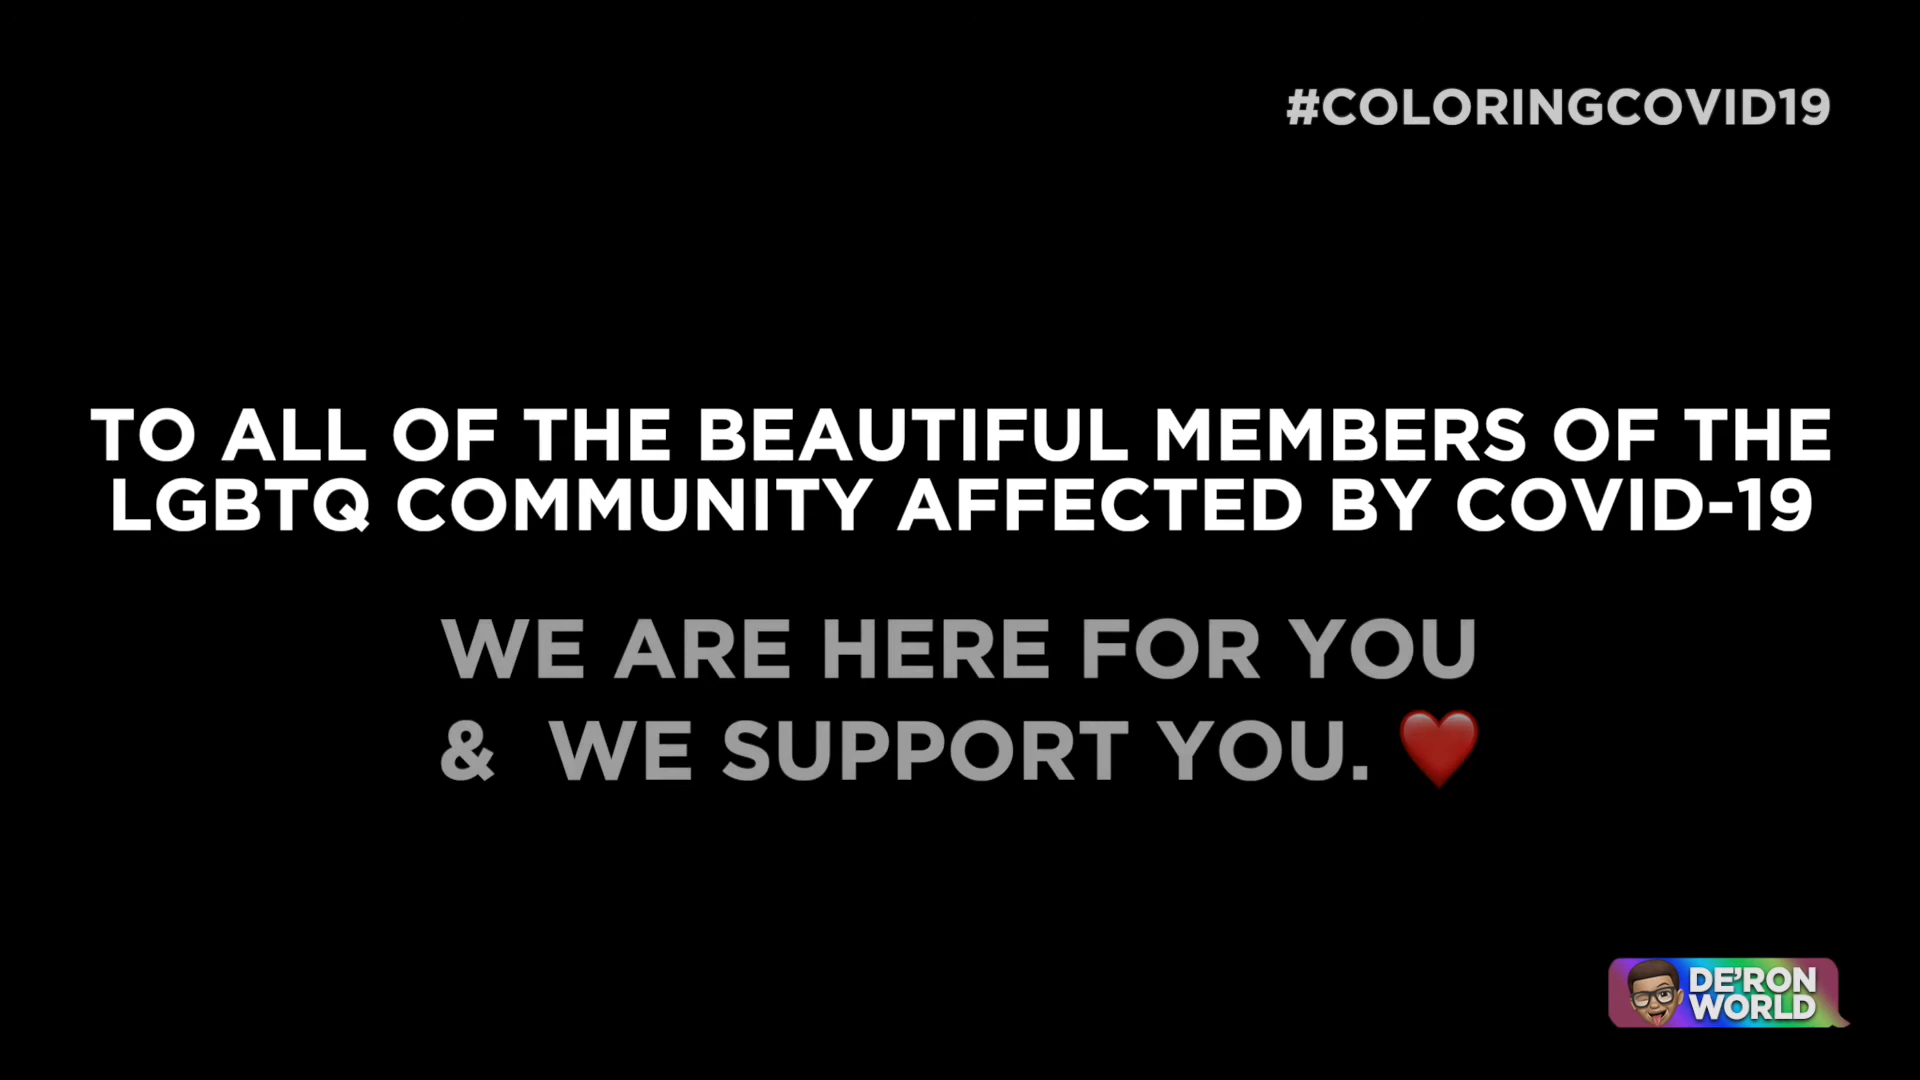 #COLORINGCOVID19
TO ALL OF THE BEAUTIFUL MEMBERS OF THE
LGBTQ COMMUNITY AFFECTED BY COVID-19
WE ARE HERE FOR YOU
& WE SUPPORT YOU. ❤️
DE'RON
WORLD